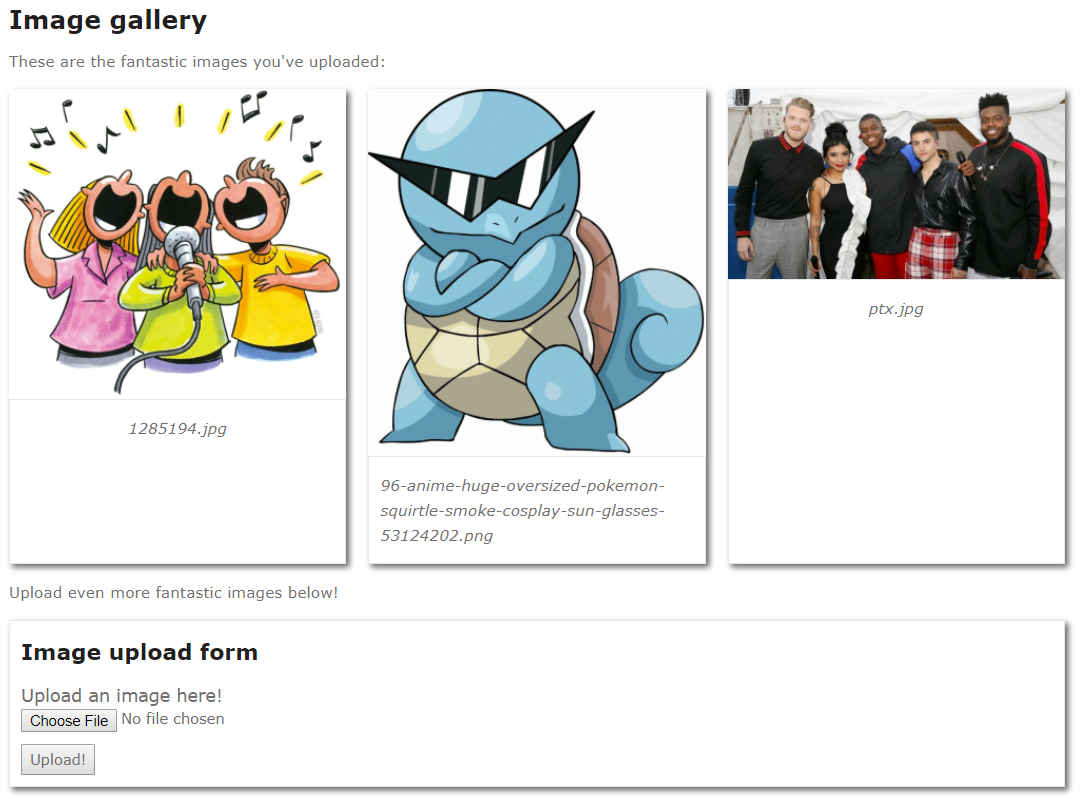 Image gallery
These are the fantastic images you've uploaded:
1285194.jpg
96-anime-huge-oversized-pokemon-
squirtle-smoke-cosplay-sun-glasses-
53124202.png
ptx.jpg
Upload even more fantastic images below!
Image upload form
Upload an image here!
Choose File No file chosen
Upload!